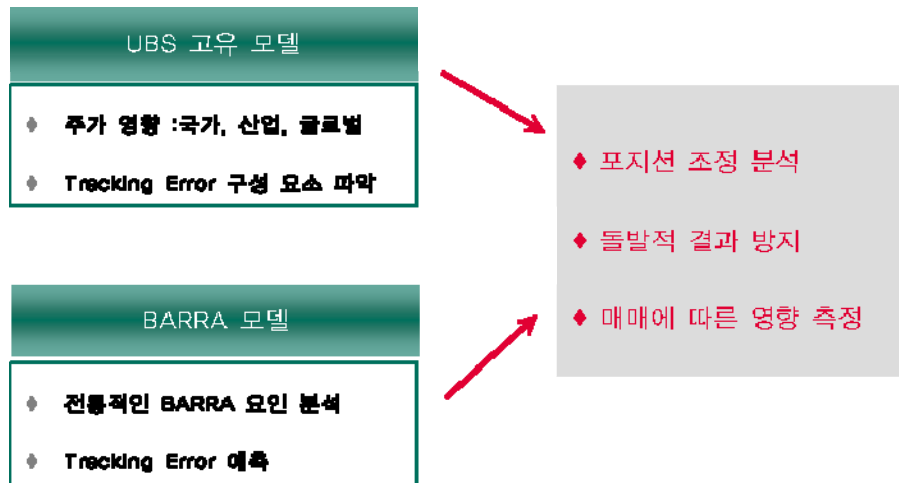 UBS 고유 모델
주가 영향 :국가, 산업, 글로벌
Tracking Error 구성 요소 파악
BARRA 모델
전통적인 BARRA 요인 분석
Tracking Error 예측
포지션 조정 분석
돌발적 결과 방지
매매에 따른 영향 측정